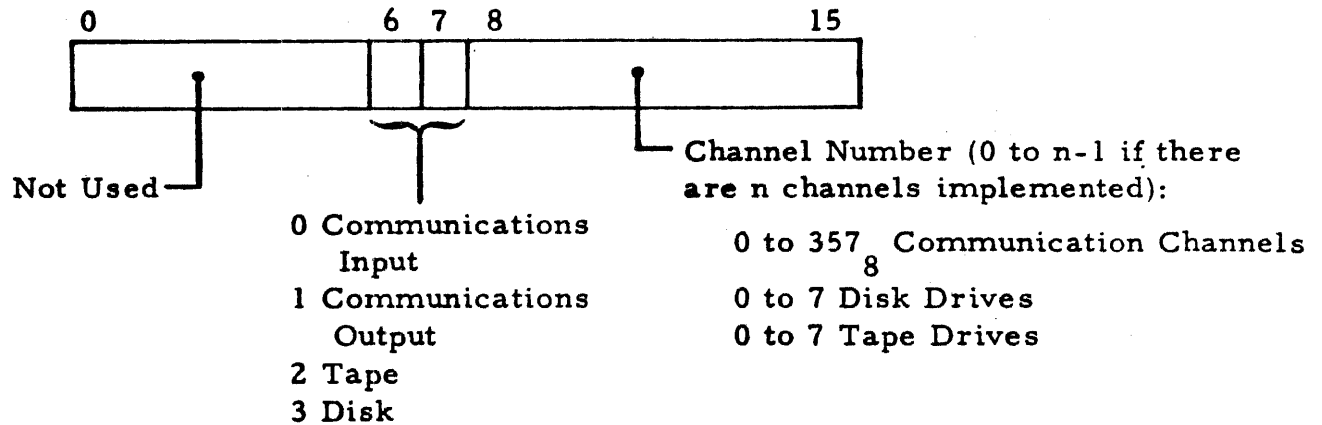 0 6 7 8 15
Not Used
0 Communications
Input
1 Communications
Output
2 Tape
3 Disk
Channel Number (0 to n-1 if there
are n channels implemented):
0 to 357₈ Communication Channels
0 to 7 Disk Drives
0 to 7 Tape Drives